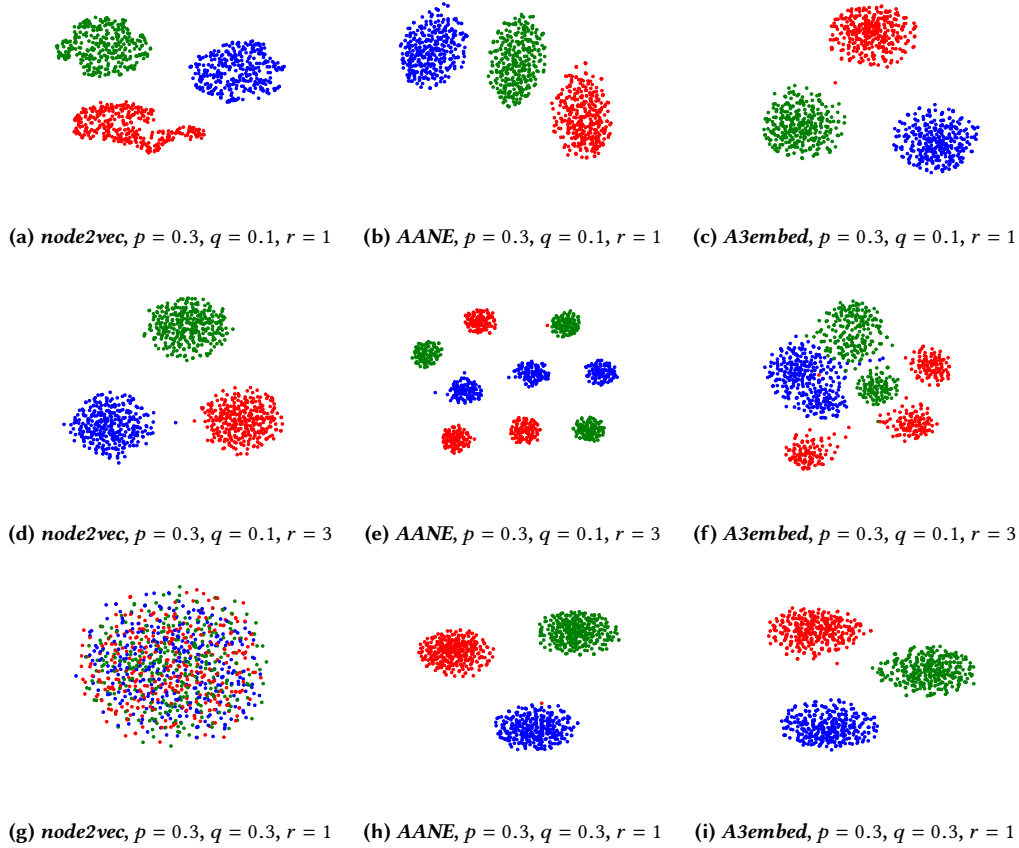 (a) node2vec, p = 0.3, q = 0.1, r = 1
(b) AANE, p = 0.3, q = 0.1, r = 1
(c) A3embed, p = 0.3, q = 0.1, r = 1
(d) node2vec, p = 0.3, q = 0.1, r = 3
(e) AANE, p = 0.3, q = 0.1, r = 3
(f) A3embed, p = 0.3, q = 0.1, r = 3
(g) node2vec, p = 0.3, q = 0.3, r = 1
(h) AANE, p = 0.3, q = 0.3, r = 1
(i) A3embed, p = 0.3, q = 0.3, r = 1